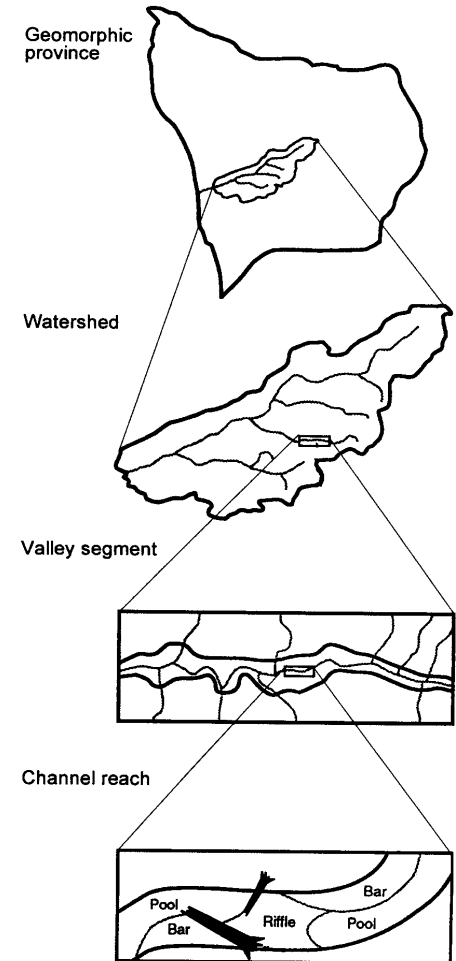 Geomorphic
province
Watershed
Valley segment
Channel reach
Bar
Pool
Riffle
Pool
Bar